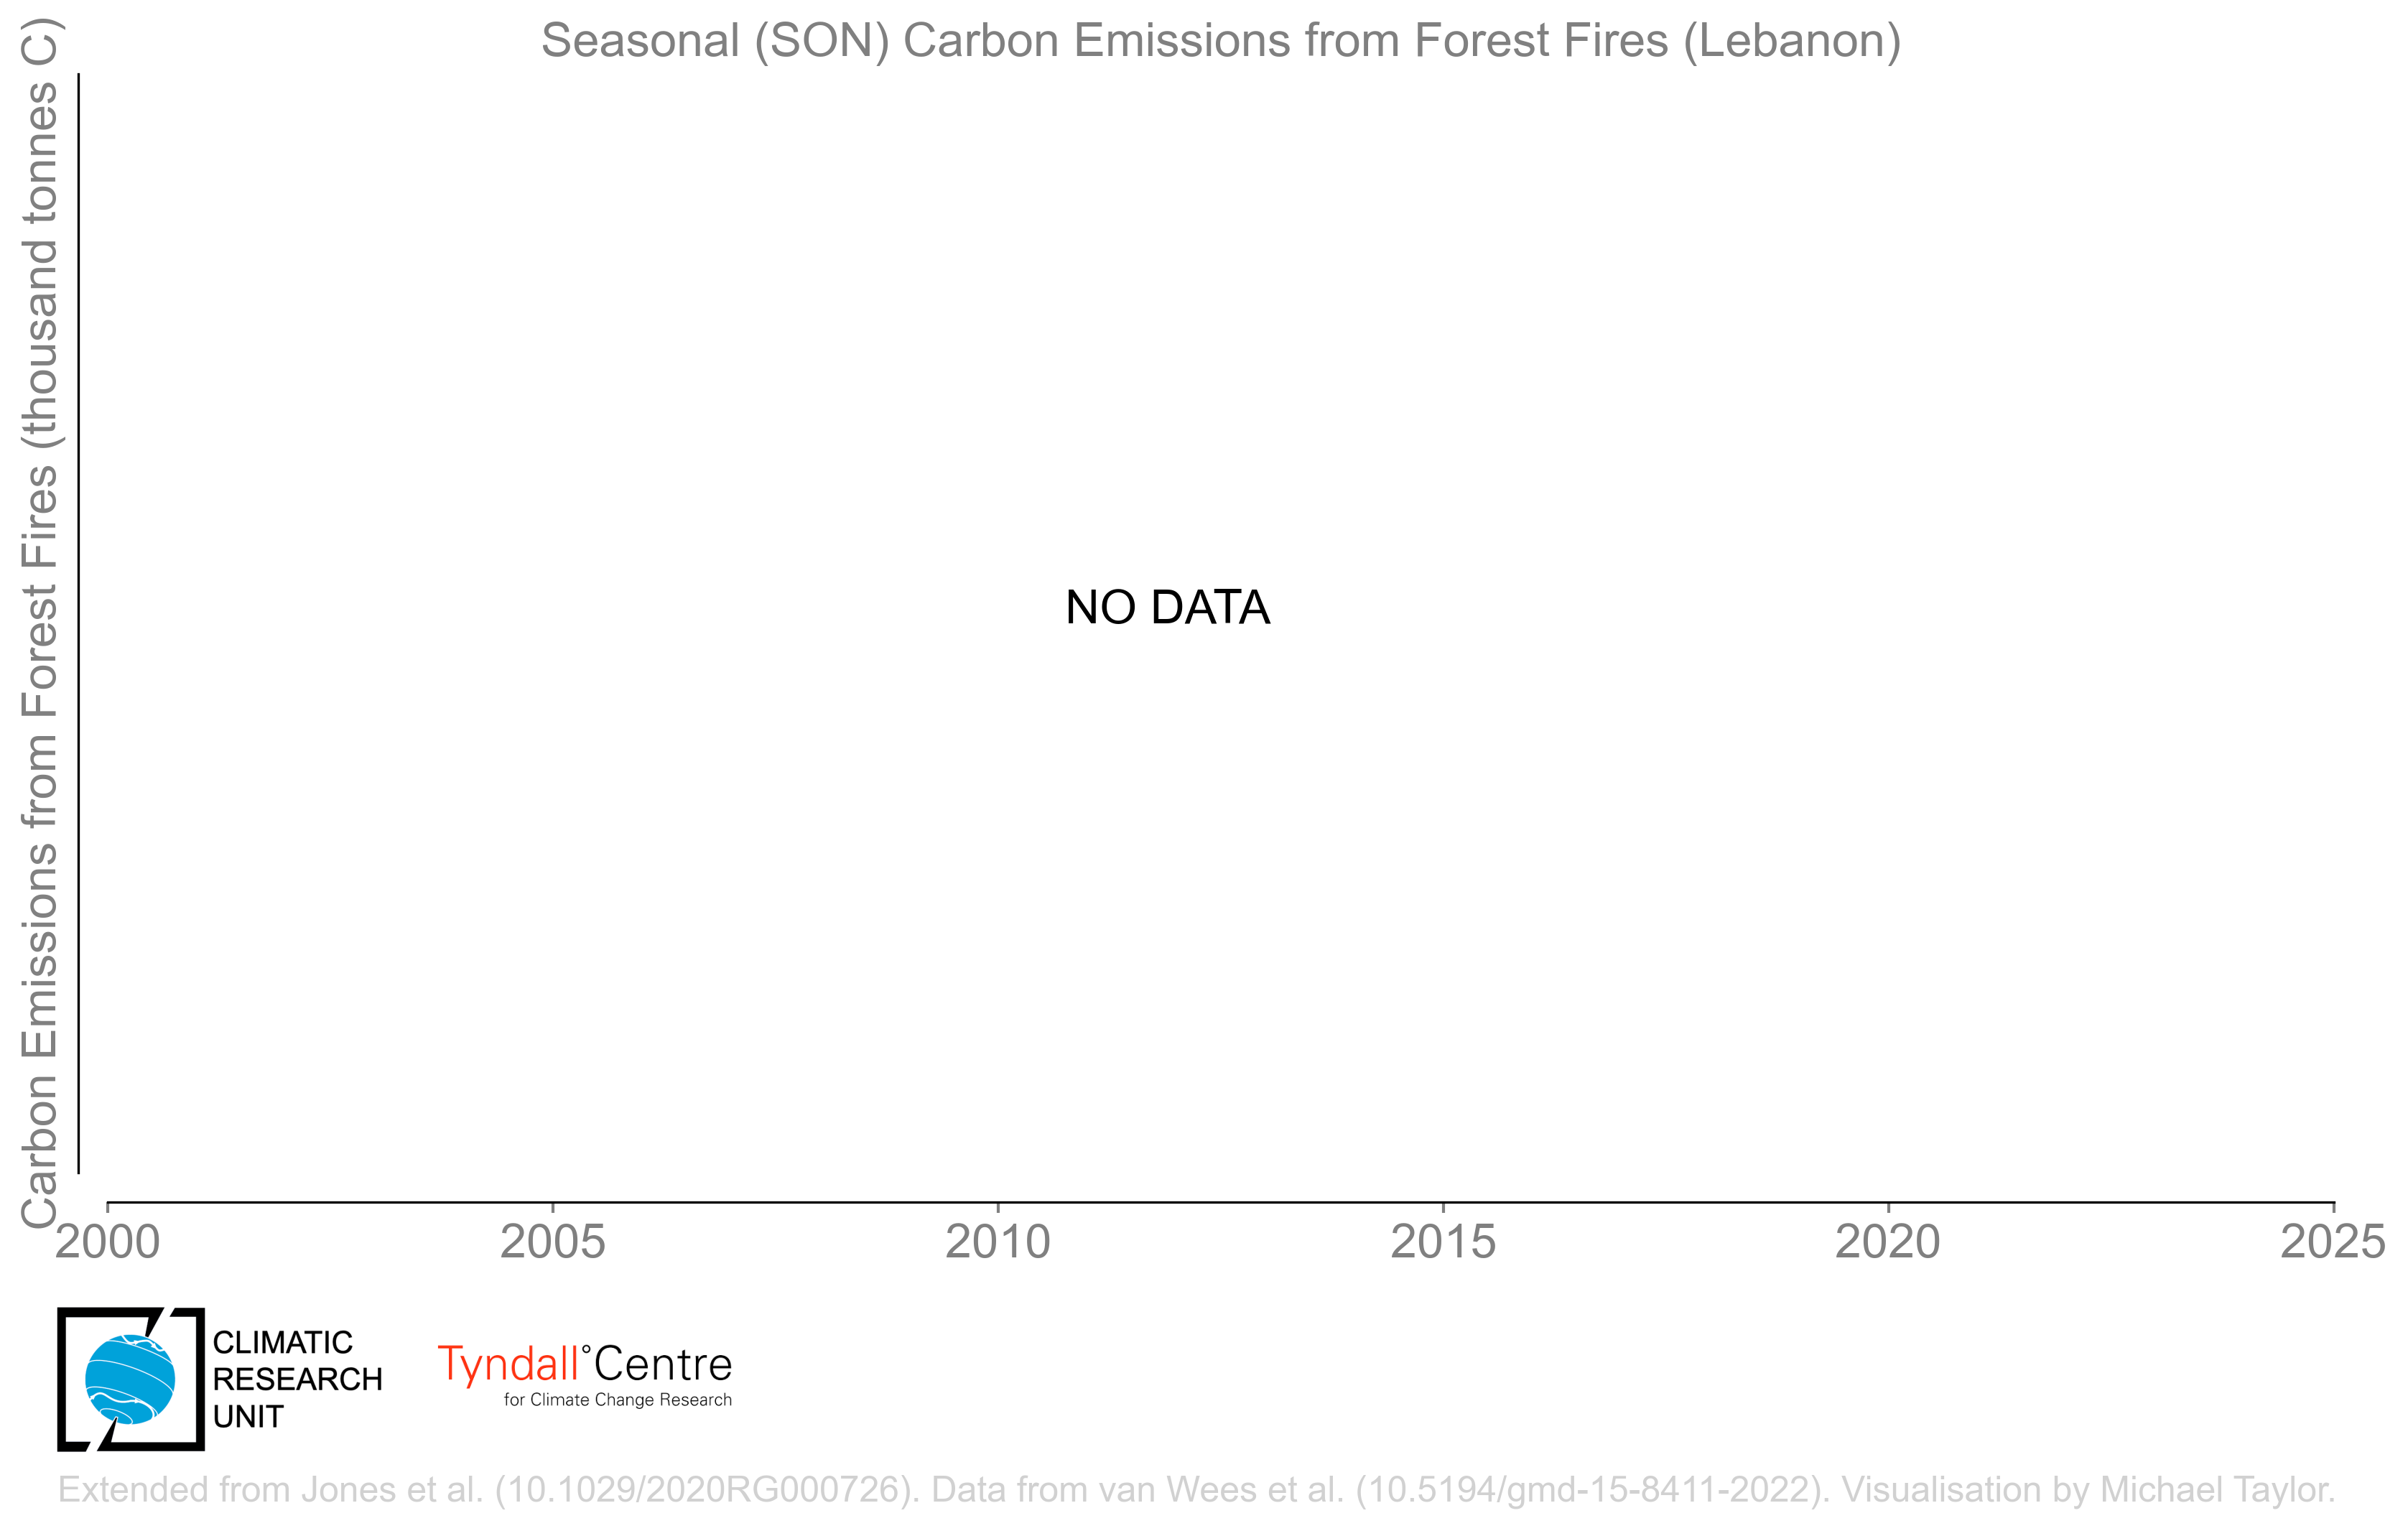 Seasonal (SON) Carbon Emissions from Forest Fires (Lebanon)
Carbon Emissions from Forest Fires (thousand tonnes C)
NO DATA
2000 2005 2010 2015 2020 2025
CLIMATIC
RESEARCH
UNIT
Tyndall°Centre
for Climate Change Research
Extended from Jones et al. (10.1029/2020RG000726). Data from van Wees et al. (10.5194/gmd-15-8411-2022). Visualisation by Michael Taylor.